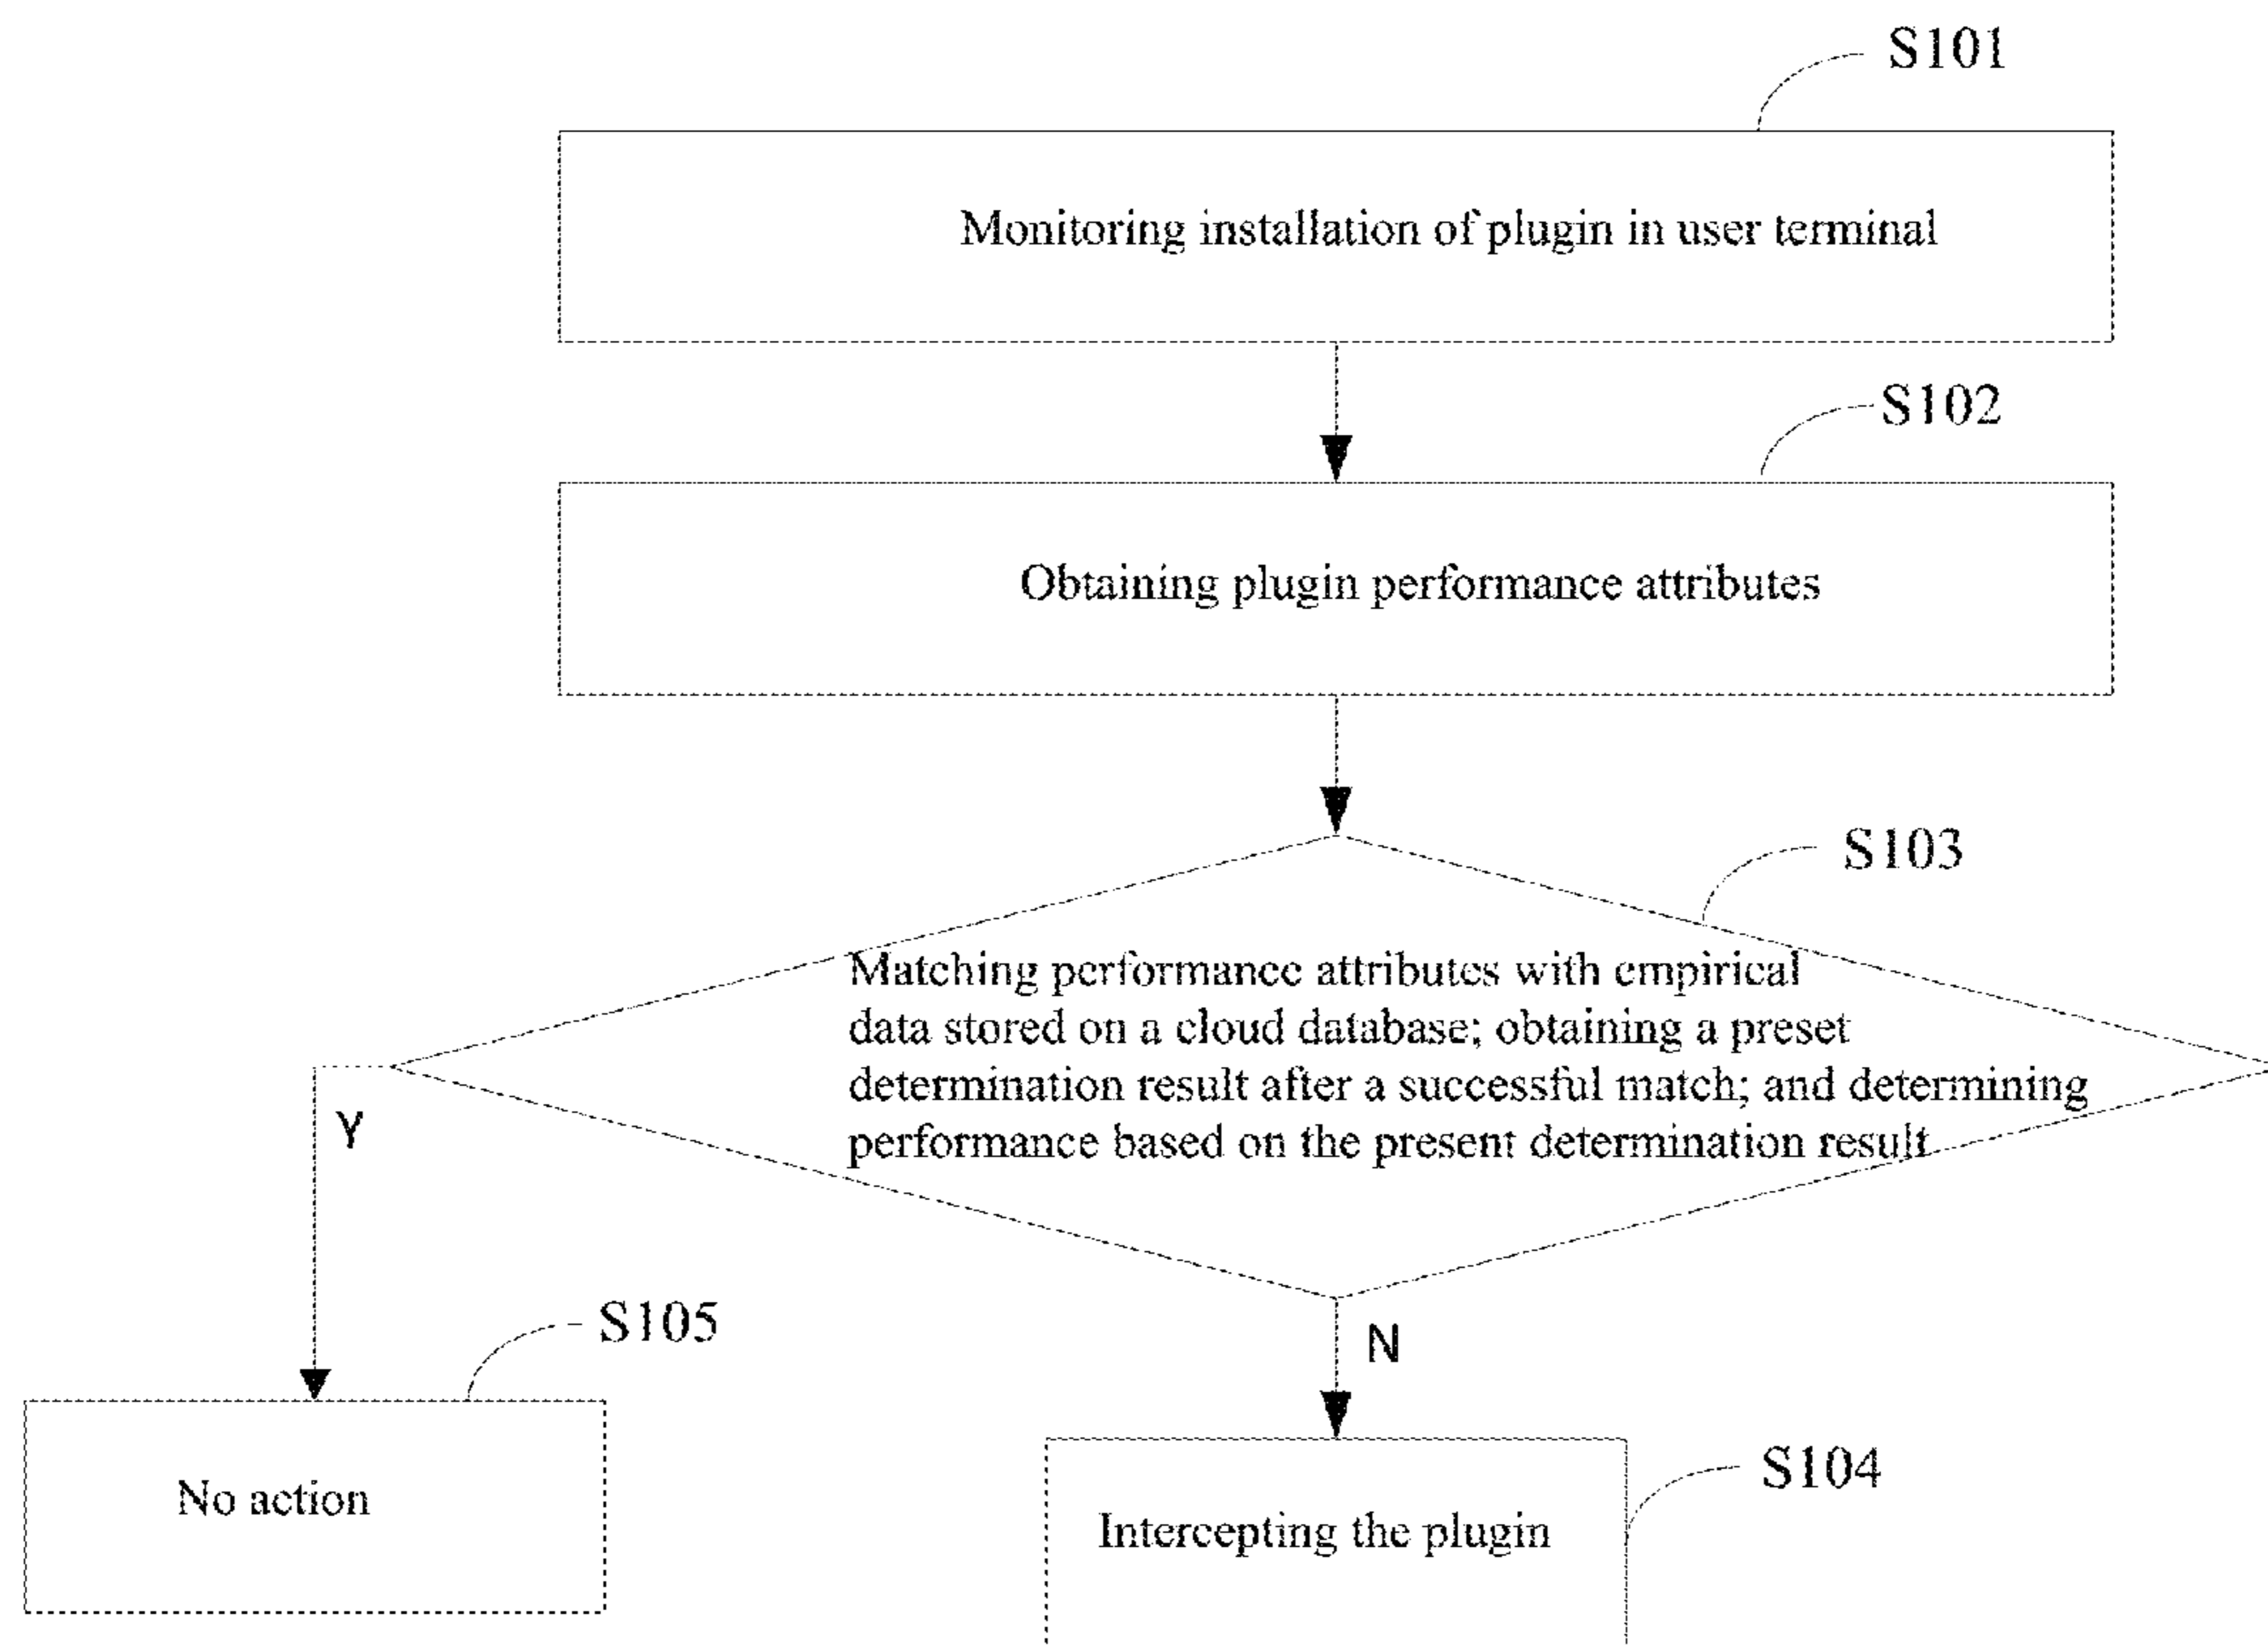 S101
Monitoring installation of plugin in user terminal
S102
Obtaining plugin performance attributes
S103
Matching performance attributes with empirical
data stored on a cloud database; obtaining a preset
determination result after a successful match; and determining
performance based on the present determination result
Y
N
S105
No action
S104
Intercepting the plugin